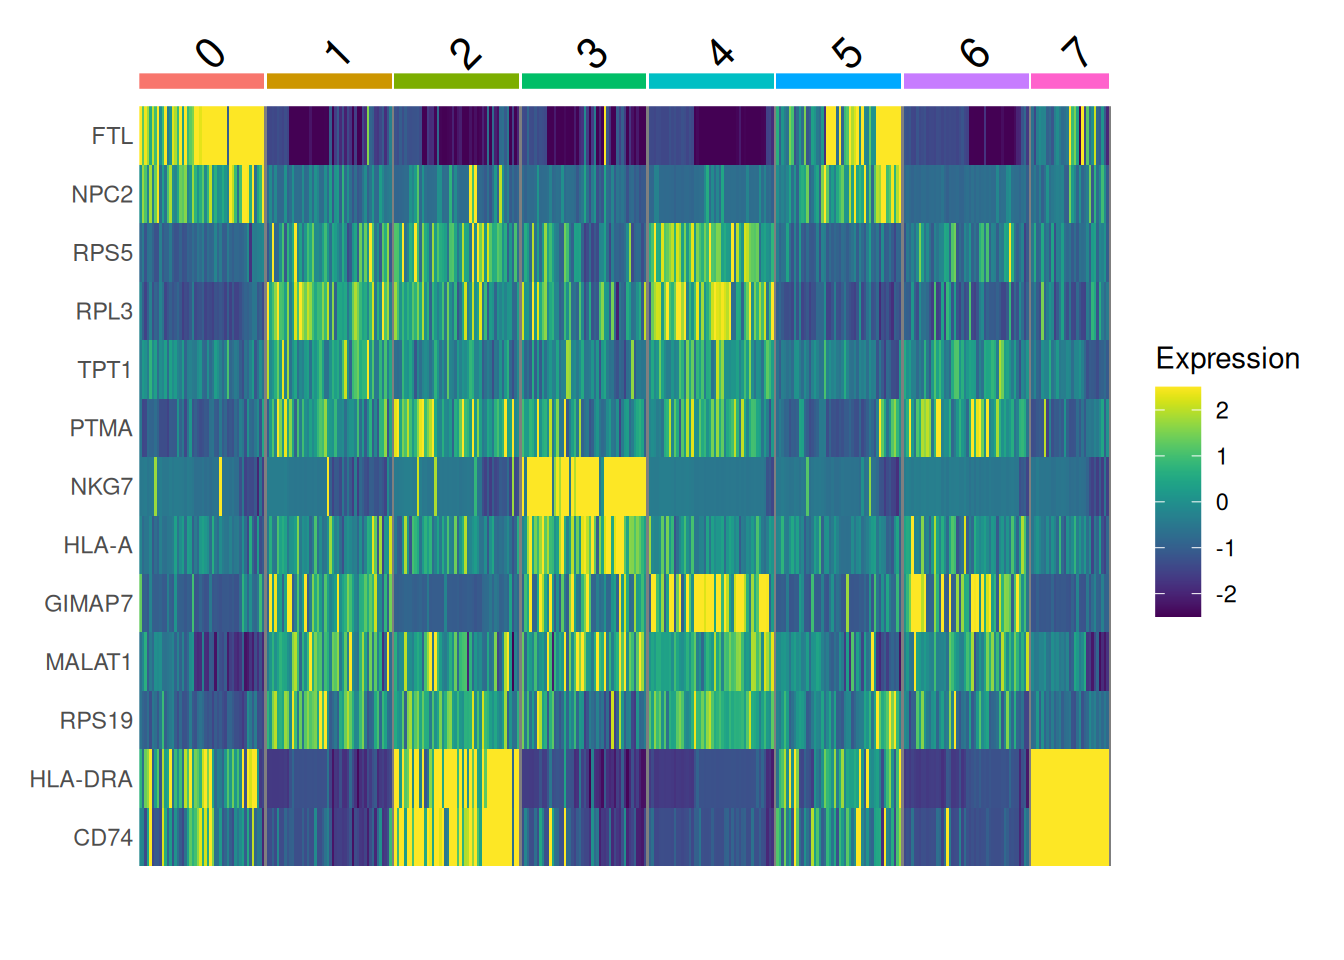 0 1 2 3 4 5 6 7
FTL
NPC2
RPS5
RPL3
TPT1
PTMA
NKG7
HLA-A
GIMAP7
MALAT1
RPS19
HLA-DRA
CD74
Expression
2
1
0
-1
-2